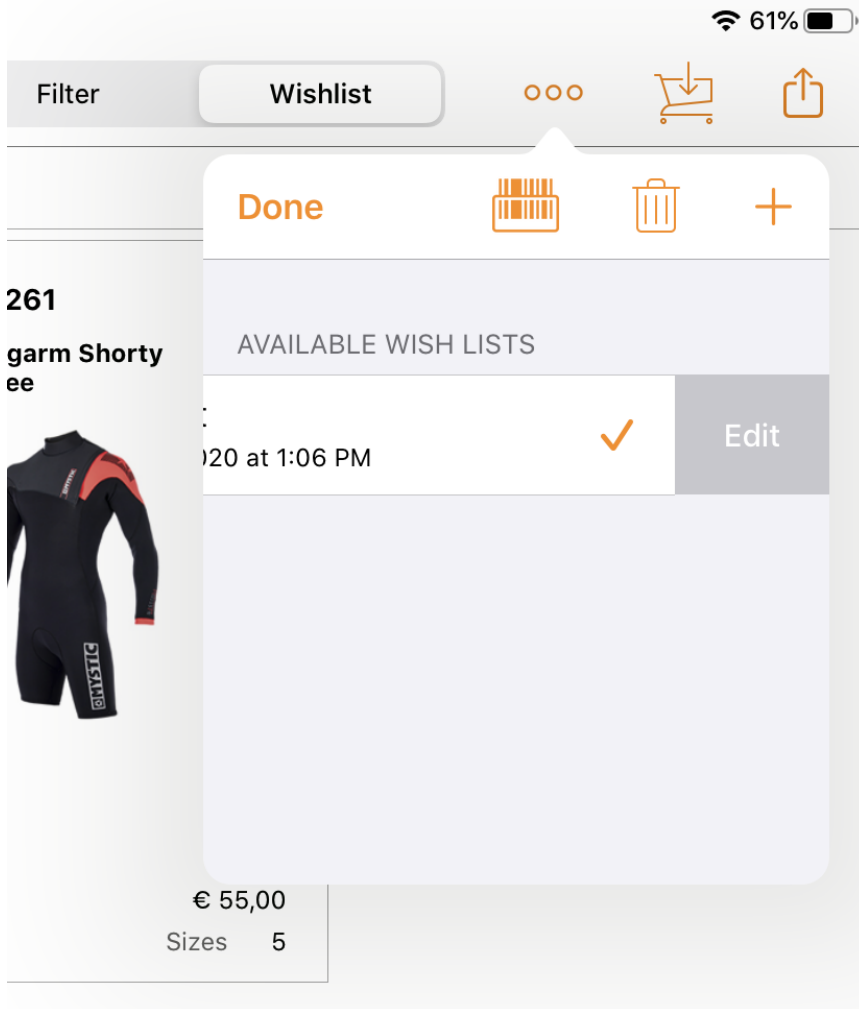 61%
Filter
Wishlist
Done
261
garm Shorty
ee
AVAILABLE WISH LISTS
t
020 at 1:06 PM
Edit
MYSTIC
MYSTIC
€ 55,00
Sizes 5